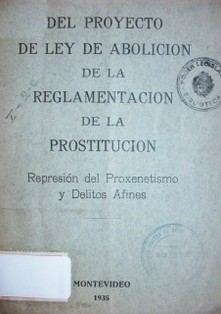 DEL PROYECTO
DE LEY DE ABOLICION
DE LA
REGLAMENTACION
DE LA
PROSTITUCION
Represión del Proxenetismo
y Delitos Afines
MONTEVIDEO
1935